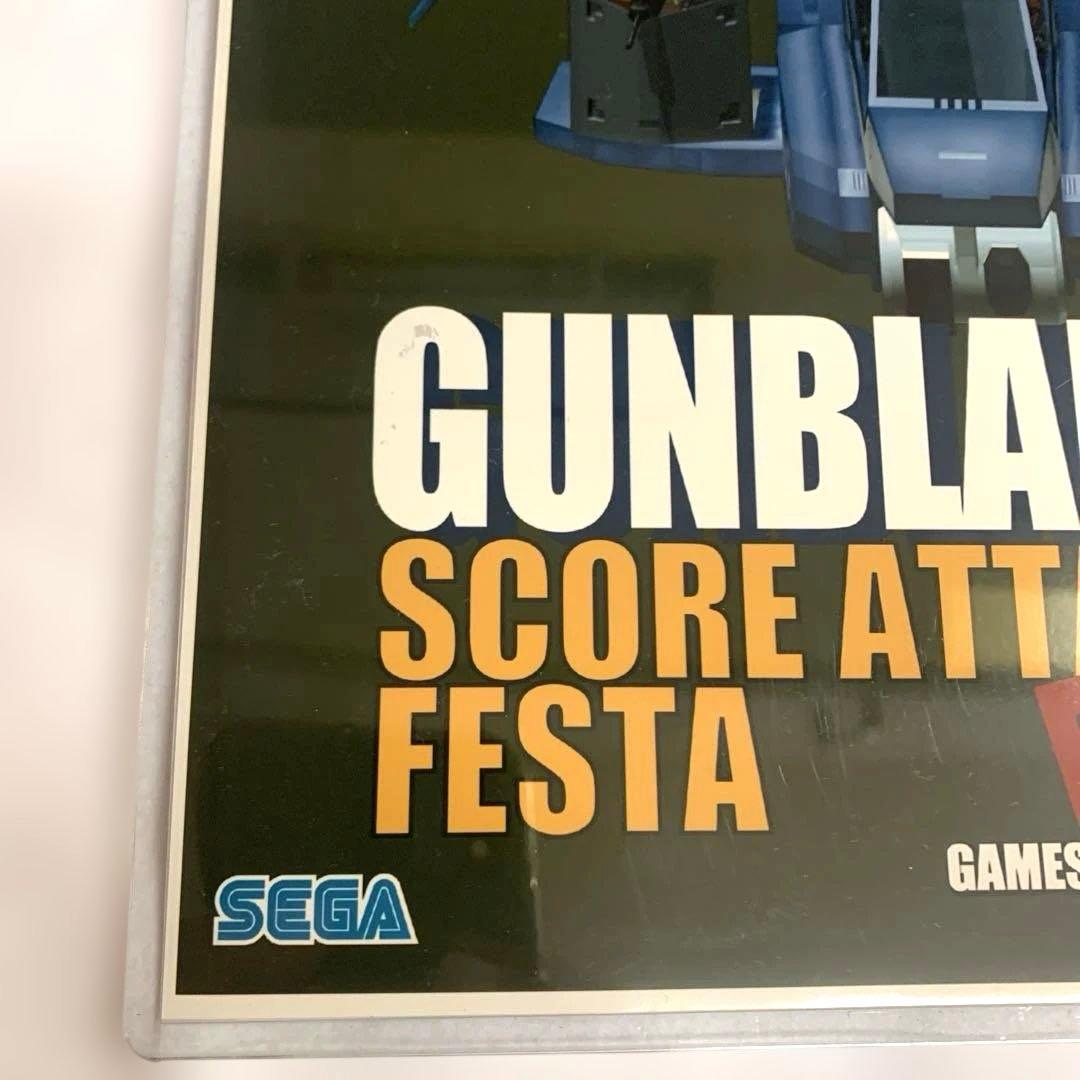 GUNBLA
SCORE ATT
FESTA
SEGA
GAMES